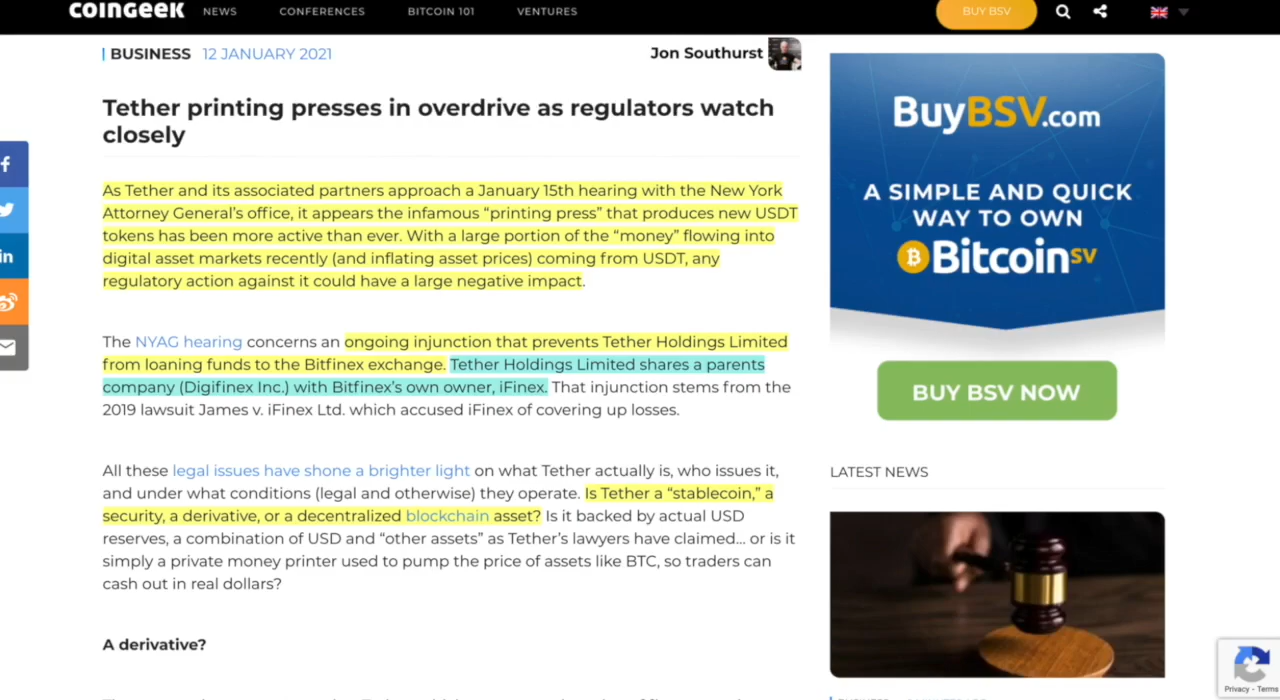 COINGEEK
NEWS CONFERENCES BITCOIN 101 VENTURES
BUY BSV
BUSINESS 12 JANUARY 2021
Jon Southurst
Tether printing presses in overdrive as regulators watch
closely
As Tether and its associated partners approach a January 15th hearing with the New York
Attorney General's office, it appears the infamous “printing press” that produces new USDT
tokens has been more active than ever. With a large portion of the “money” flowing into
digital asset markets recently (and inflating asset prices) coming from USDT, any
regulatory action against it could have a large negative impact.
The NYAG hearing concerns an ongoing injunction that prevents Tether Holdings Limited
from loaning funds to the Bitfinex exchange. Tether Holdings Limited shares a parents
company (Digifinex Inc.) with Bitfinex's own owner, iFinex. That injunction stems from the
2019 lawsuit James v. iFinex Ltd. which accused iFinex of covering up losses.
All these legal issues have shone a brighter light on what Tether actually is, who issues it,
and under what conditions (legal and otherwise) they operate. Is Tether a “stablecoin,” a
security, a derivative, or a decentralized blockchain asset? Is it backed by actual USD
reserves, a combination of USD and “other assets” as Tether's lawyers have claimed… or is it
simply a private money printer used to pump the price of assets like BTC, so traders can
cash out in real dollars?
A derivative?
f
in
BuyBSV.com
A SIMPLE AND QUICK
WAY TO OWN
BitcoinSV
BUY BSV NOW
LATEST NEWS
Privacy - Terms